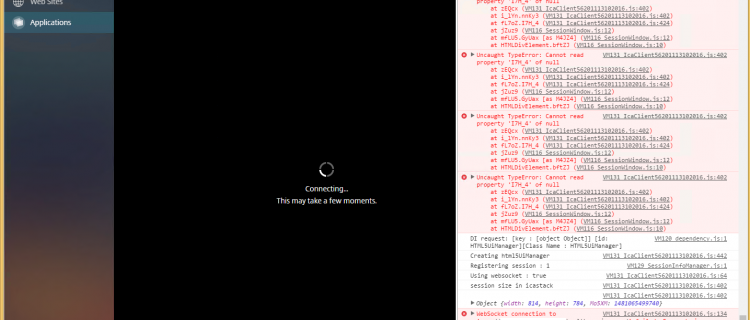 Web Sites
Applications
Connecting...
This may take a few moments.
property 'I7H_4' of null
at zEQcx (VM131 IcaClient56201113102016.js:402)
at i_lYn.nnKy3 (VM131 IcaClient56201113102016.js:402)
at fL7oZ.I7H_4 (VM131 IcaClient56201113102016.js:424)
at jZuz9 (VM116 SessionWindow.js:12)
at mFLU5.GyUax [as M4JZ4] (VM116 SessionWindow.js:12)
at HTMLDivElement.bftZJ (VM116 SessionWindow.js:10)
Uncaught TypeError: Cannot read VM131 IcaClient56201113102016.js:402
property 'I7H_4' of null
at zEQcx (VM131 IcaClient56201113102016.js:402)
at i_lYn.nnKy3 (VM131 IcaClient56201113102016.js:402)
at fL7oZ.I7H_4 (VM131 IcaClient56201113102016.js:424)
at jZuz9 (VM116 SessionWindow.js:12)
at mFLU5.GyUax [as M4JZ4] (VM116 SessionWindow.js:12)
at HTMLDivElement.bftZJ (VM116 SessionWindow.js:10)
Uncaught TypeError: Cannot read VM131 IcaClient56201113102016.js:402
property 'I7H_4' of null
at zEQcx (VM131 IcaClient56201113102016.js:402)
at i_lYn.nnKy3 (VM131 IcaClient56201113102016.js:402)
at fL7oZ.I7H_4 (VM131 IcaClient56201113102016.js:424)
at jZuz9 (VM116 SessionWindow.js:12)
at mFLU5.GyUax [as M4JZ4] (VM116 SessionWindow.js:12)
at HTMLDivElement.bftZJ (VM116 SessionWindow.js:10)
Uncaught TypeError: Cannot read VM131 IcaClient56201113102016.js:402
property 'I7H_4' of null
at zEQcx (VM131 IcaClient56201113102016.js:402)
at i_lYn.nnKy3 (VM131 IcaClient56201113102016.js:402)
at fL7oZ.I7H_4 (VM131 IcaClient56201113102016.js:424)
at jZuz9 (VM116 SessionWindow.js:12)
at mFLU5.GyUax [as M4JZ4] (VM116 SessionWindow.js:12)
at HTMLDivElement.bftZJ (VM116 SessionWindow.js:10)
DI request: [key : [object Object]] [id: VM120 dependency.js:1
HTML5UiManager][Class Name : HTML5UiManager]
Creating html5UiManager VM131 IcaClient56201113102016.js:442
Registering session : 1 VM129 SessionInfoManager.js:1
Using websocket : true VM131 IcaClient56201113102016.js:64
session size in icastack VM131 IcaClient56201113102016.js:402
VM131 IcaClient56201113102016.js:402
Object {width: 814, height: 784, Mo5XM: 1481065499740}
WebSocket connection to VM131 IcaClient56201113102016.js:134